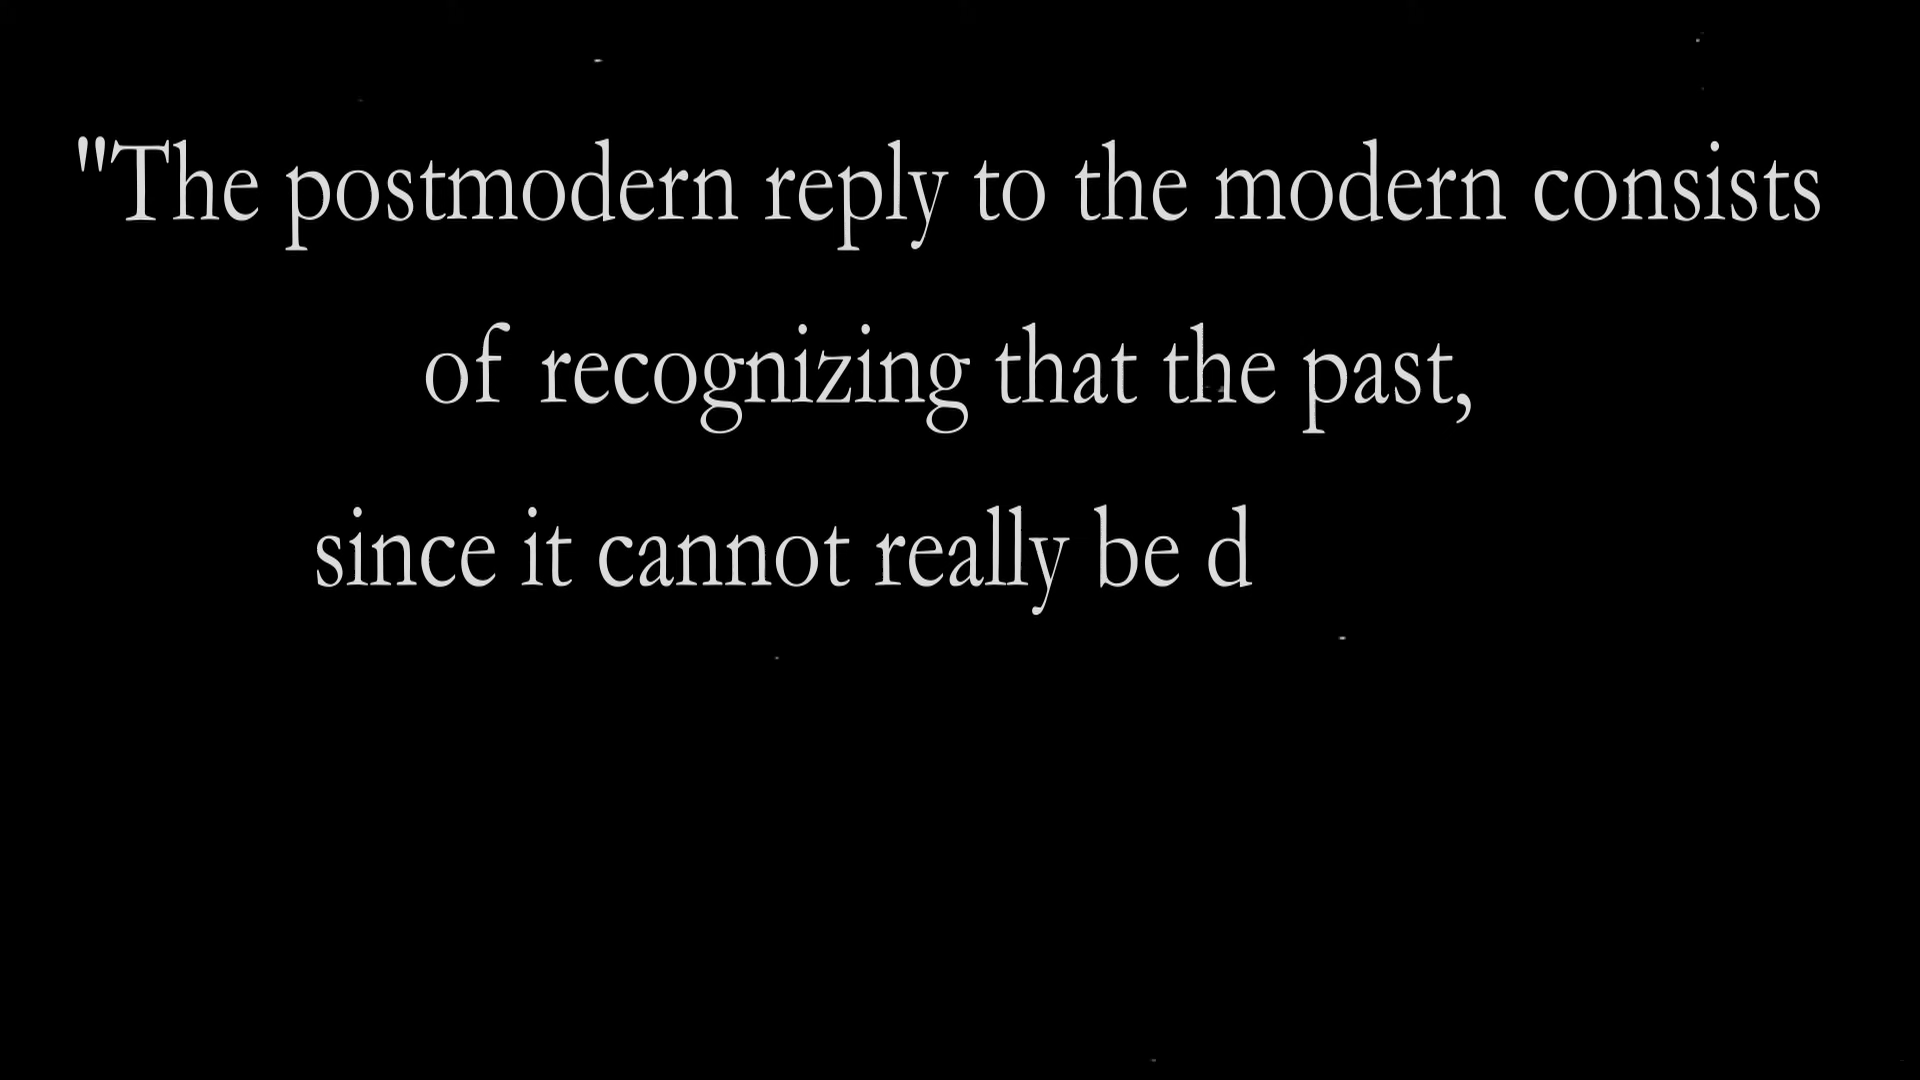 "The postmodern reply to the modern consists
of recognizing that the past,
since it cannot really be d